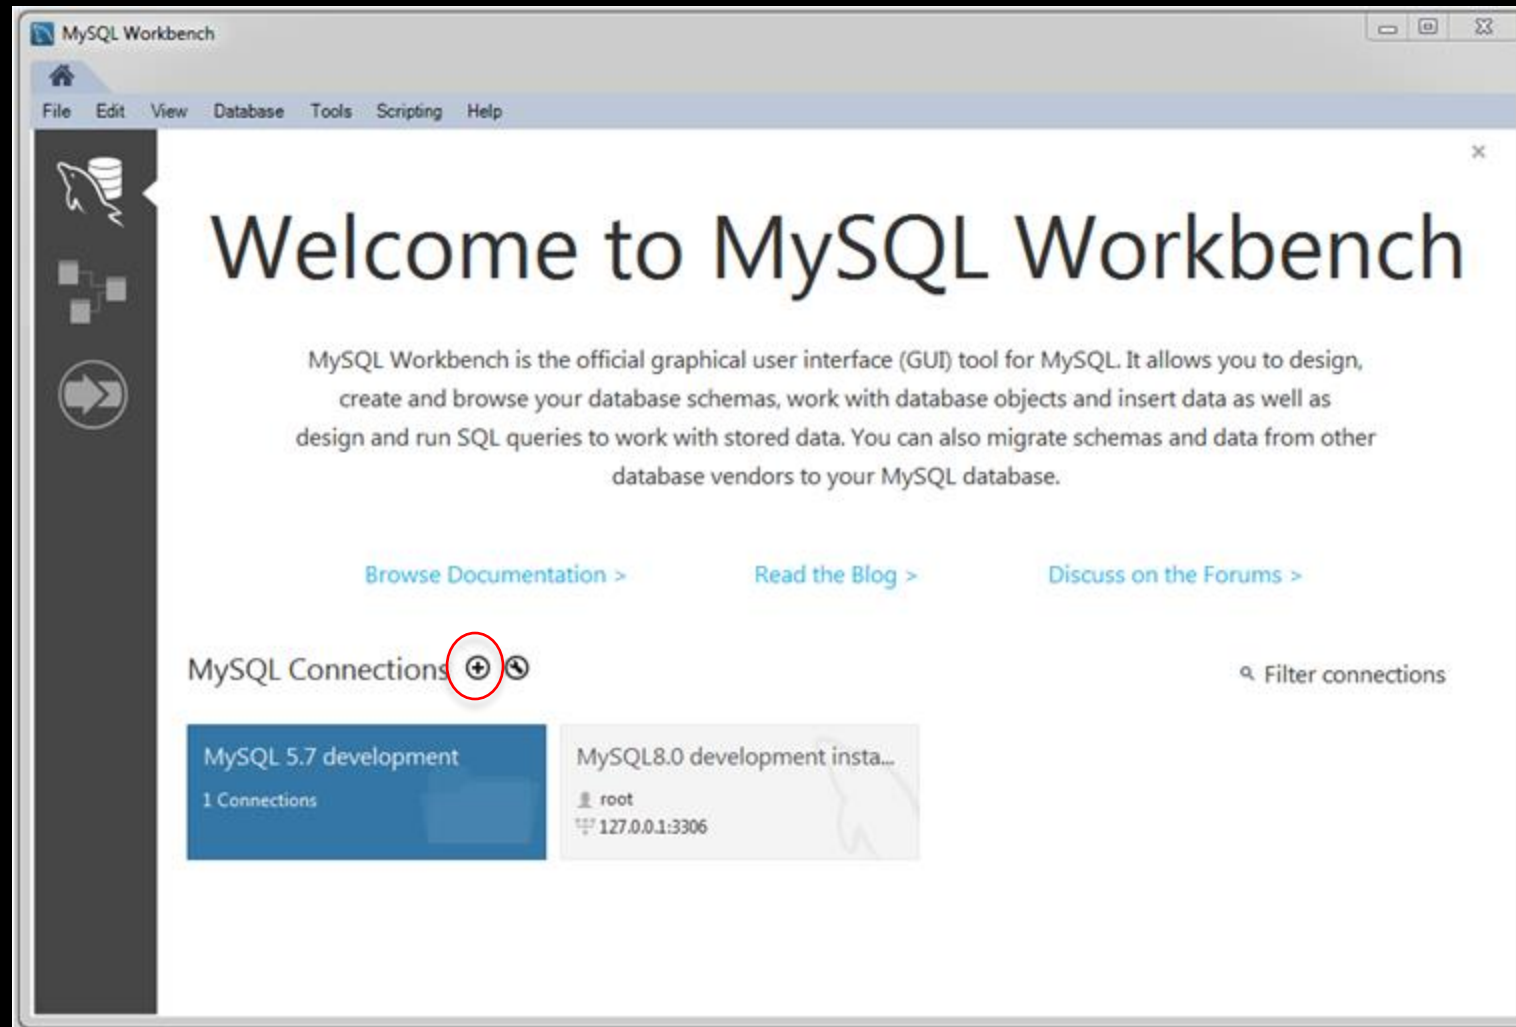 MySQL Workbench
File Edit View Database Tools Scripting Help
Welcome to MySQL Workbench
MySQL Workbench is the official graphical user interface (GUI) tool for MySQL. It allows you to design,
create and browse your database schemas, work with database objects and insert data as well as
design and run SQL queries to work with stored data. You can also migrate schemas and data from other
database vendors to your MySQL database.
Browse Documentation > Read the Blog > Discuss on the Forums >
MySQL Connections
Filter connections
MySQL 5.7 development
1 Connections
MySQL8.0 development insta...
root
127.0.0.1:3306